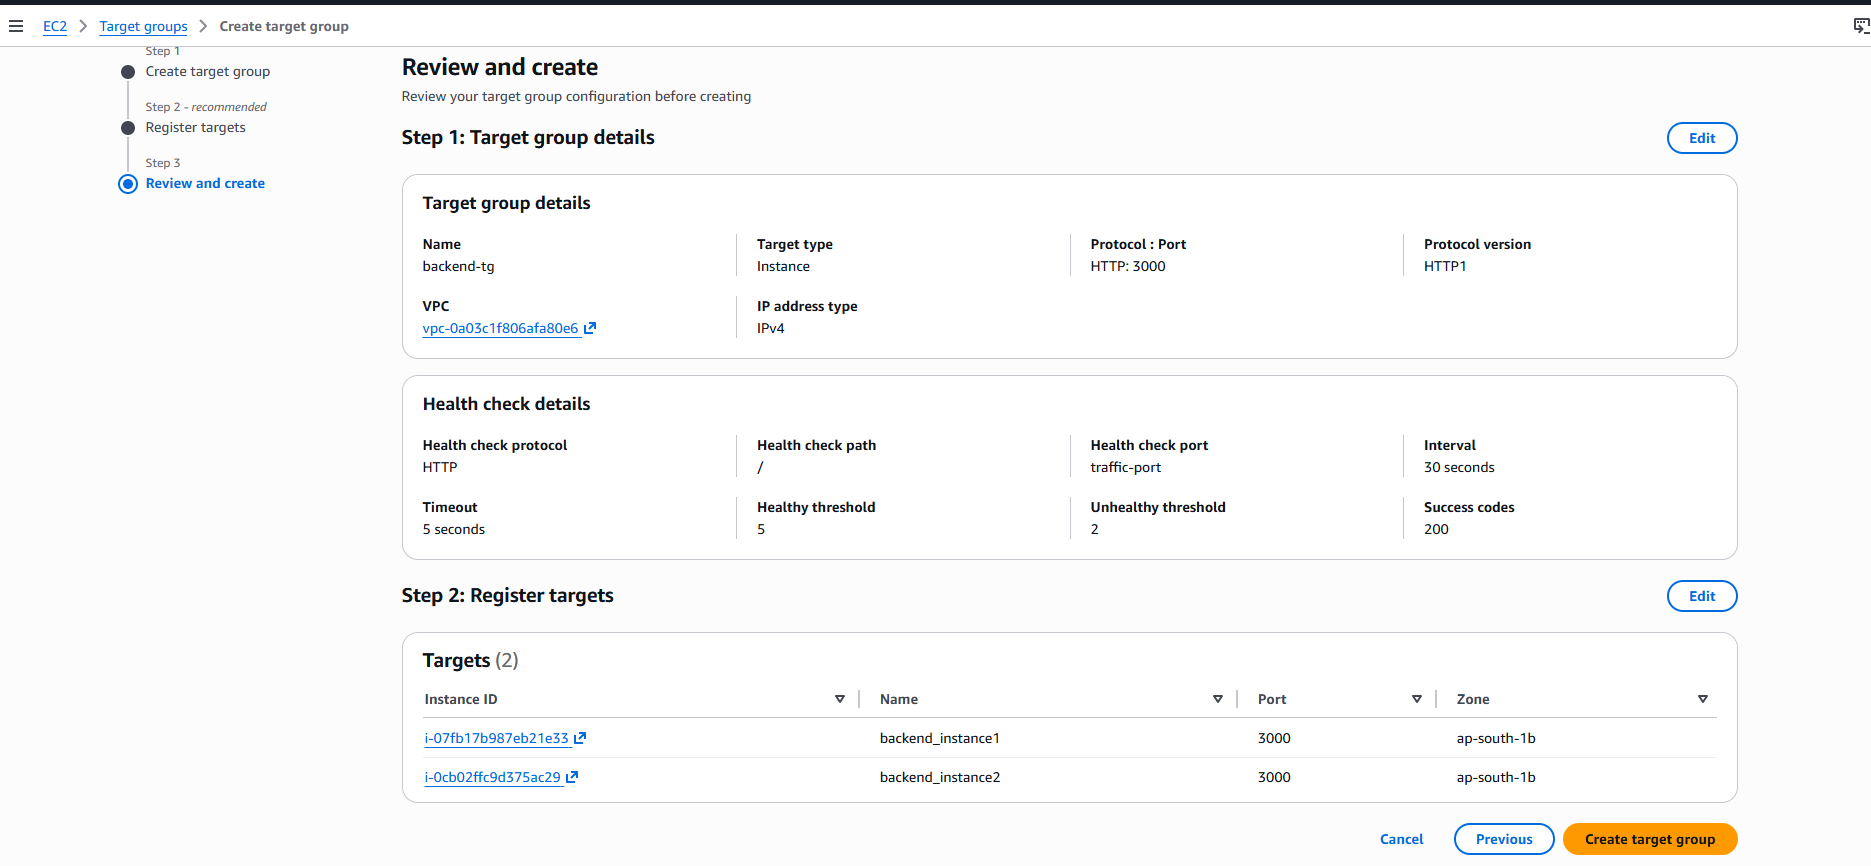 EC2 > Target groups > Create target group
Step 1
Create target group
Step 2 - recommended
Register targets
Step 3
Review and create
Review and create
Review your target group configuration before creating
Step 1: Target group details
Edit
Target group details
Name
backend-tg
Target type
Instance
Protocol : Port
HTTP: 3000
Protocol version
HTTP1
VPC
vpc-0a03c1f806afa80e6
IP address type
IPv4
Health check details
Health check protocol
HTTP
Health check path
/
Health check port
traffic-port
Interval
30 seconds
Timeout
5 seconds
Healthy threshold
5
Unhealthy threshold
2
Success codes
200
Step 2: Register targets
Edit
Targets (2)
Instance ID Name Port Zone
i-07fb17b987eb21e33 backend_instance1 3000 ap-south-1b
i-0cb02ffc9d375ac29 backend_instance2 3000 ap-south-1b
Cancel Previous Create target group